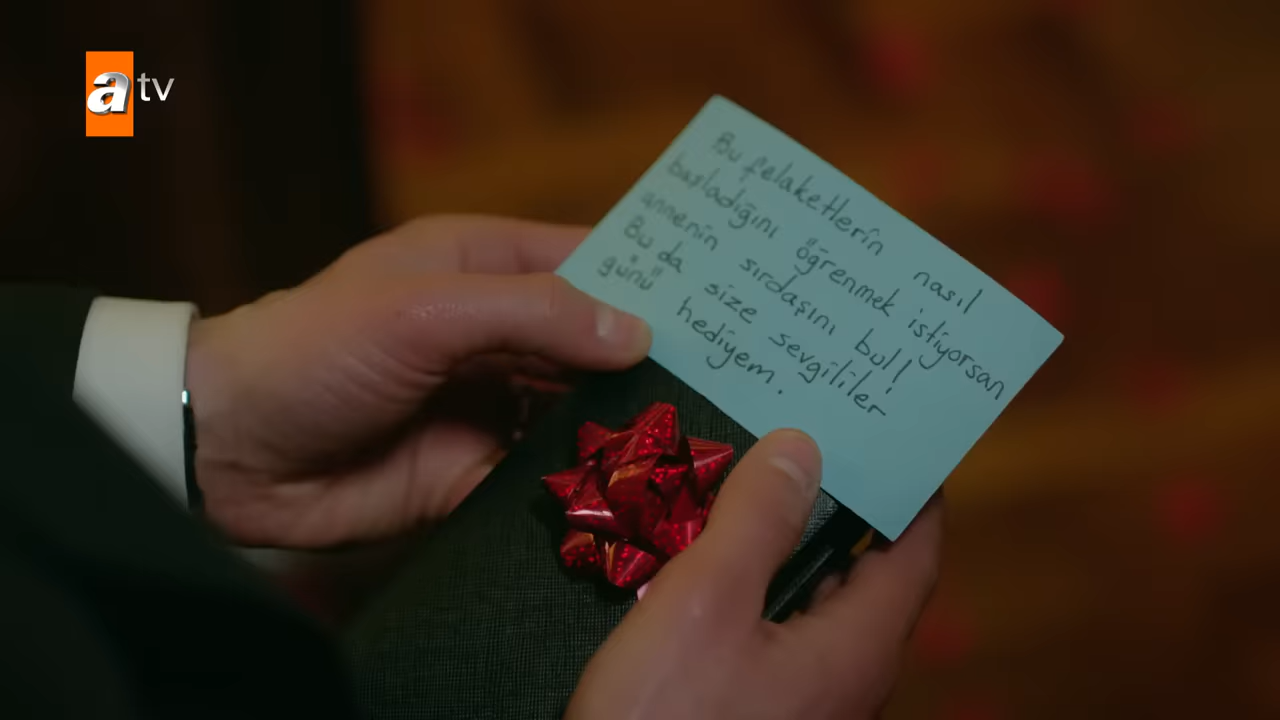 atv
Bu felaketlerin nasıl
başladığını öğrenmek istiyorsan
annenin sırdaşını bul!
Bu da size sevgililer
günü hediyem.